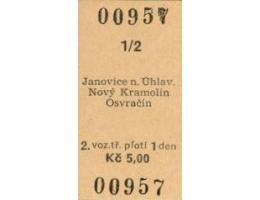 00957
1/2
Janovice n. Úhlav.
Nový Kramolín
Osvračín
2. voz.tř. platí 1 den
Kč 5,00
00957